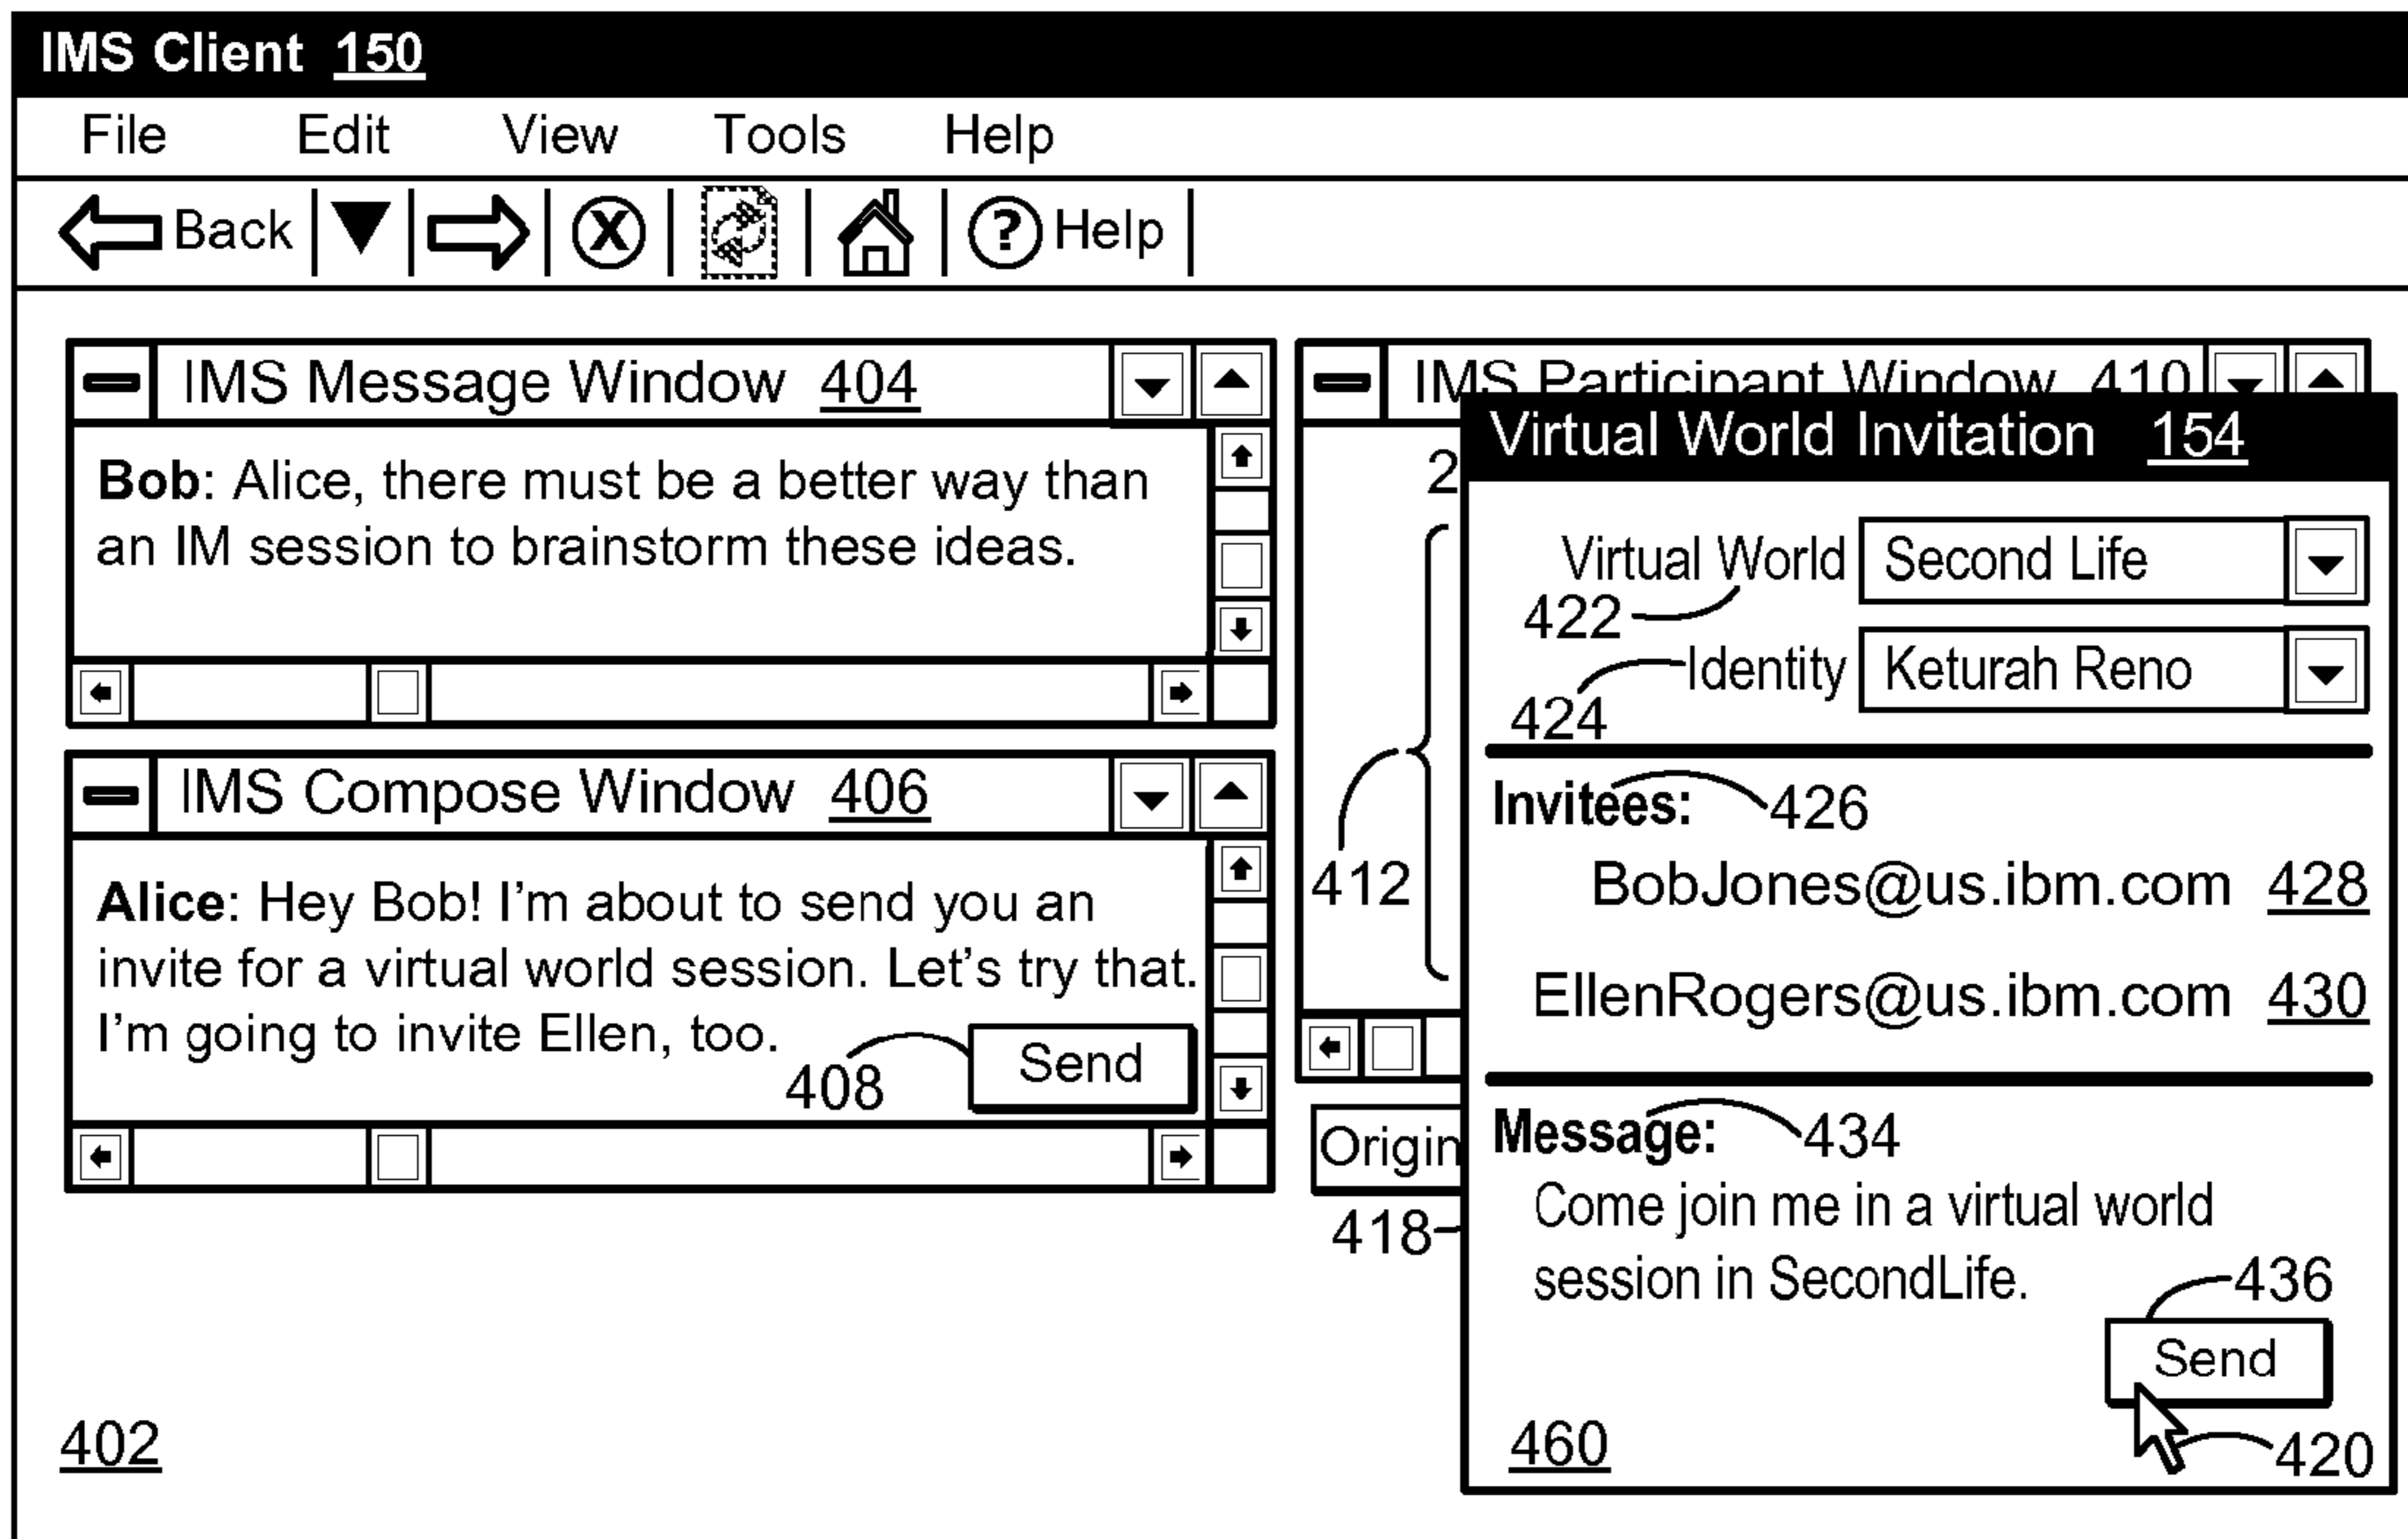 IMS Client 150
File Edit View Tools Help
Back Help
IMS Message Window 404
Bob: Alice, there must be a better way than
an IM session to brainstorm these ideas.
IMS Compose Window 406
Alice: Hey Bob! I'm about to send you an
invite for a virtual world session. Let's try that.
I'm going to invite Ellen, too.
408
Send
402
IMS Participant Window 410
2
412
Origin
418
Virtual World Invitation 154
Virtual World Second Life
422
Identity Keturah Reno
424
Invitees: 426
BobJones@us.ibm.com 428
EllenRogers@us.ibm.com 430
Message: 434
Come join me in a virtual world
session in SecondLife.
436
Send
460
420